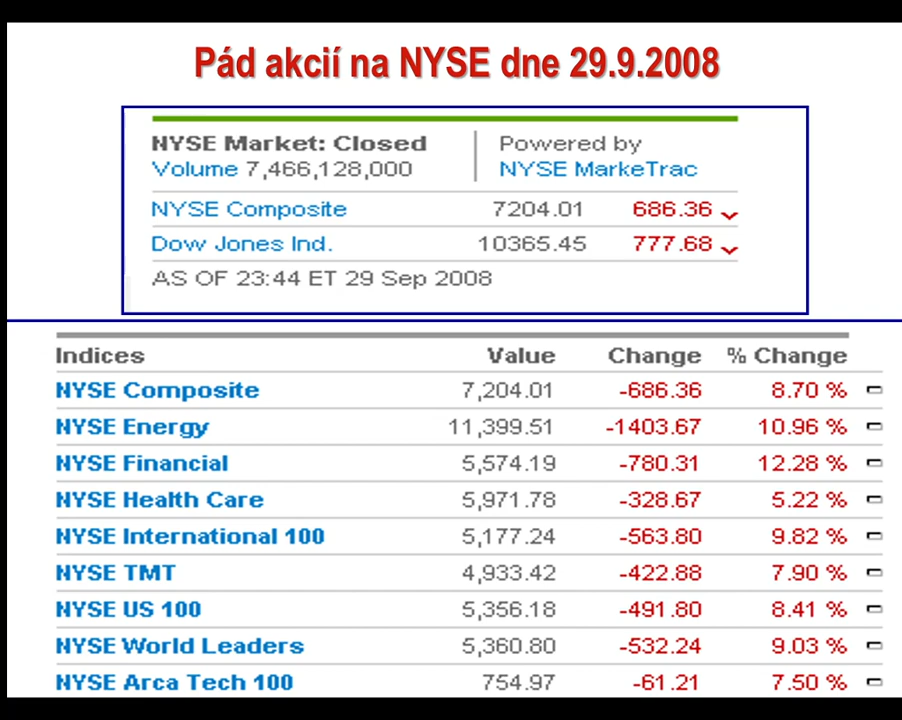 Pád akcií na NYSE dne 29.9.2008
NYSE Market: Closed Powered by
Volume 7,466,128,000 NYSE MarkeTrac
NYSE Composite 7204.01 686.36
Dow Jones Ind. 10365.45 777.68
AS OF 23:44 ET 29 Sep 2008
Indices Value Change % Change
NYSE Composite 7,204.01 -686.36 8.70 %
NYSE Energy 11,399.51 -1403.67 10.96 %
NYSE Financial 5,574.19 -780.31 12.28 %
NYSE Health Care 5,971.78 -328.67 5.22 %
NYSE International 100 5,177.24 -563.80 9.82 %
NYSE TMT 4,933.42 -422.88 7.90 %
NYSE US 100 5,356.18 -491.80 8.41 %
NYSE World Leaders 5,360.80 -532.24 9.03 %
NYSE Arca Tech 100 754.97 -61.21 7.50 %